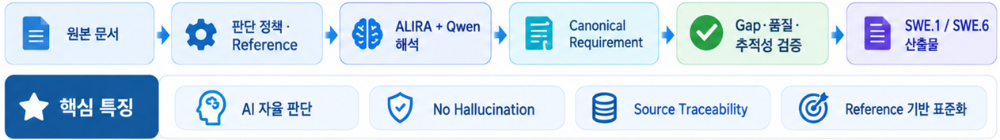 원본 문서
판단 정책 ·
Reference
ALIRA + Qwen
해석
Canonical
Requirement
Gap · 품질 ·
추적성 검증
SWE.1 / SWE.6
산출물
핵심 특징
AI 자율 판단
No Hallucination
Source Traceability
Reference 기반 표준화